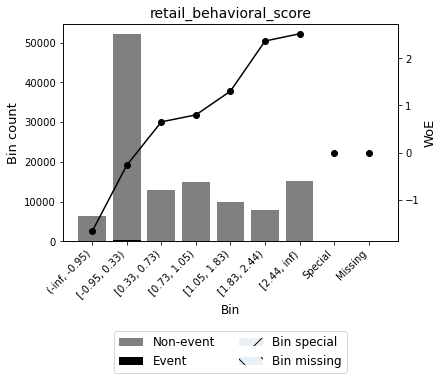 retail_behavioral_score
50000
40000
30000
20000
10000
0
Bin count
2
1
0
−1
WoE
(-inf, -0.95)
[-0.95, 0.33)
[0.33, 0.73)
[0.73, 1.05)
[1.05, 1.83)
[1.83, 2.44)
[2.44, inf)
Special
Missing
Bin
Non-event
Event
Bin special
Bin missing